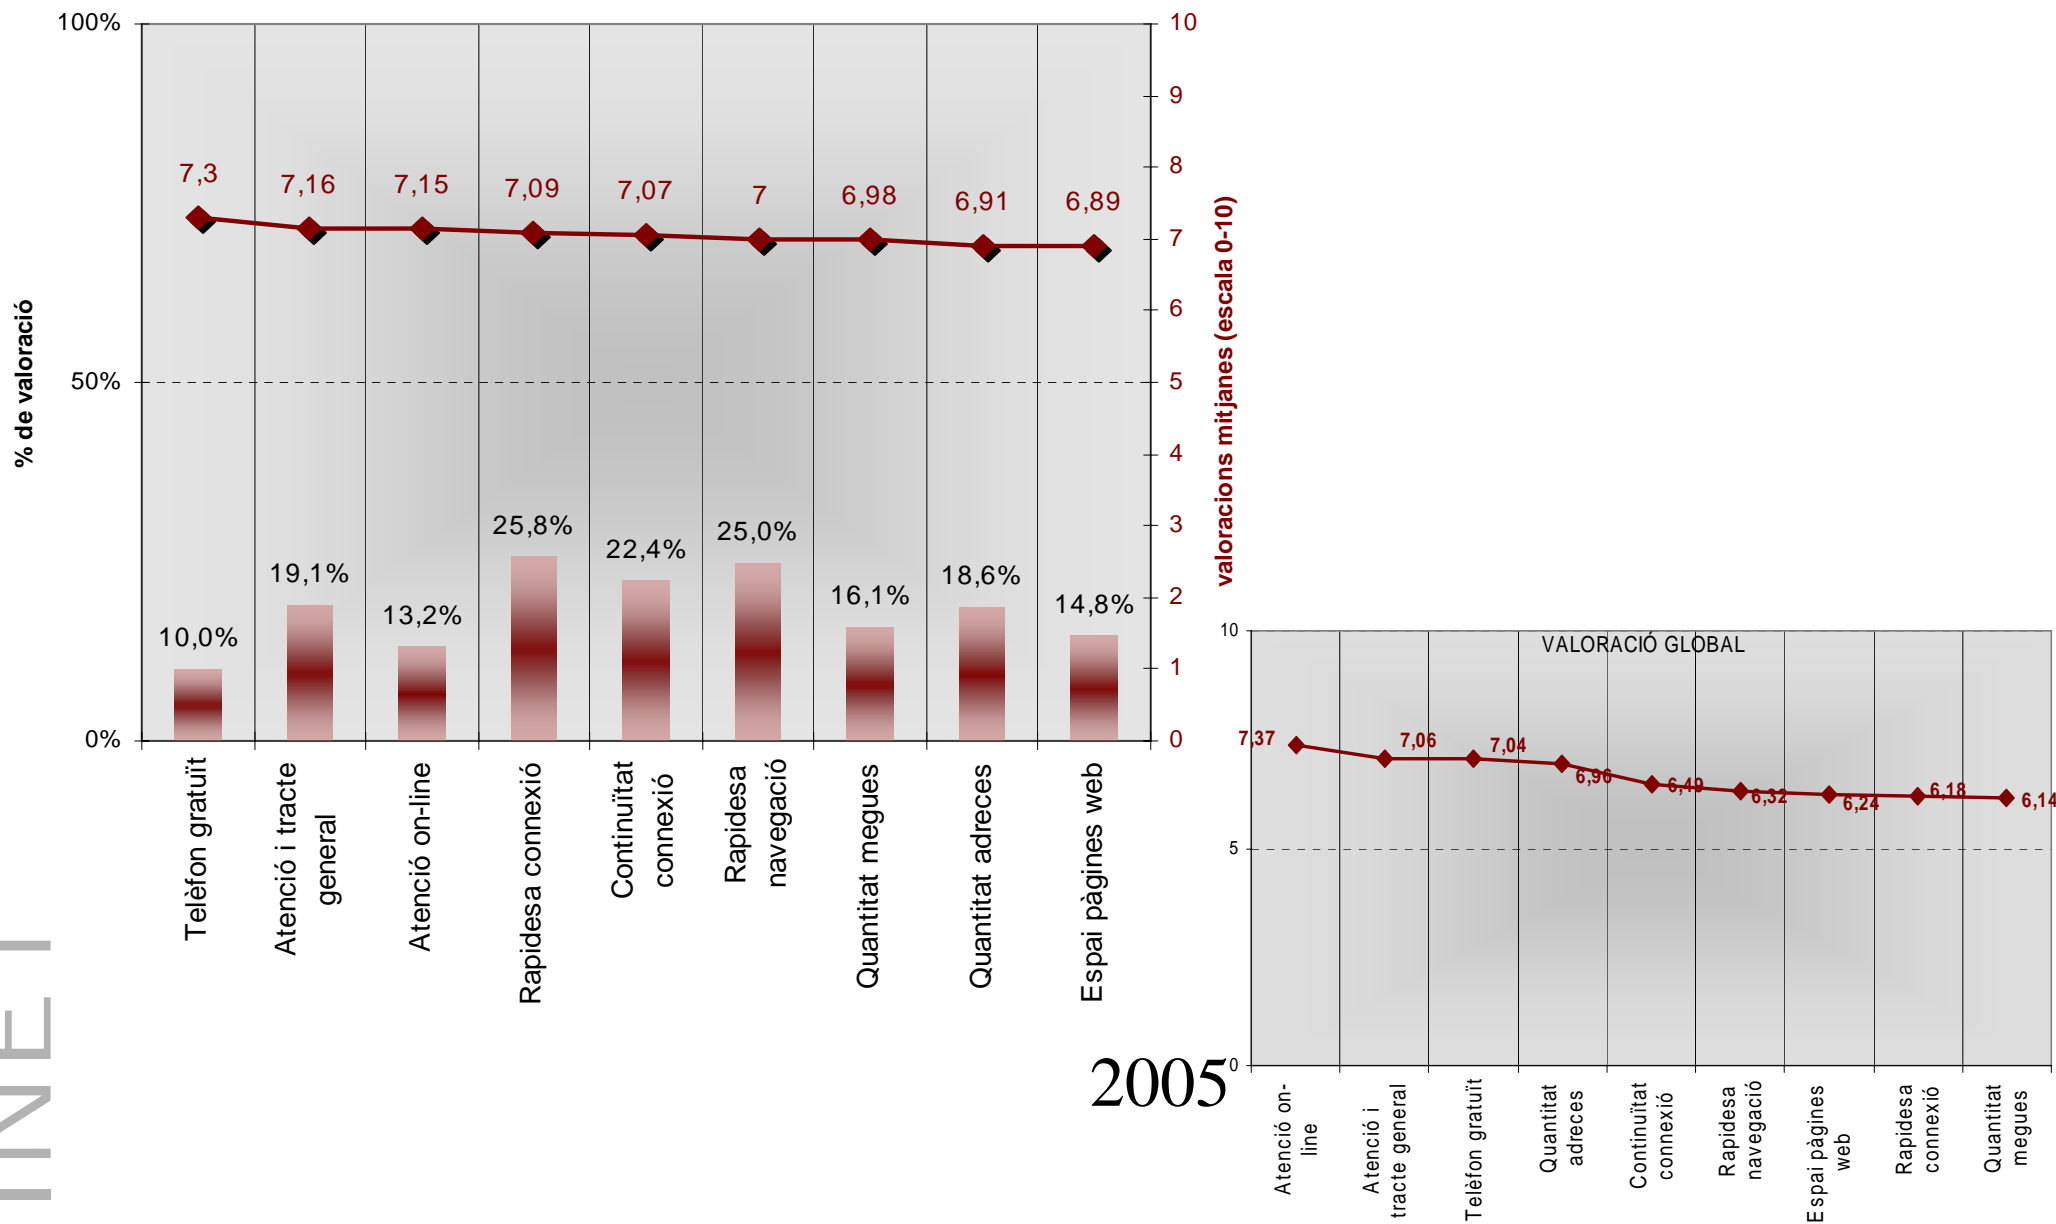 100%
50%
0%
% de valoració
10
9
8
7
6
5
4
3
2
1
0
valoracions mitjanes (escala 0-10)
7,3
7,16
7,15
7,09
7,07
7
6,98
6,91
6,89
10,0%
19,1%
13,2%
25,8%
22,4%
25,0%
16,1%
18,6%
14,8%
Telèfon gratuït
Atenció i tracte
general
Atenció on-line
Rapidesa connexió
Continuïtat
connexió
Rapidesa
navegació
Quantitat megues
Quantitat adreces
Espai pàgines web
2005
VALORACIÓ GLOBAL
10
5
0
7,37
7,06
7,04
6,96
6,49
6,32
6,24
6,18
6,14
Atenció on-
line
Atenció i
tracte general
Telèfon gratuït
Quantitat
adreces
Continuïtat
connexió
Rapidesa
navegació
Espai pàgines
web
Rapidesa
connexió
Quantitat
megues